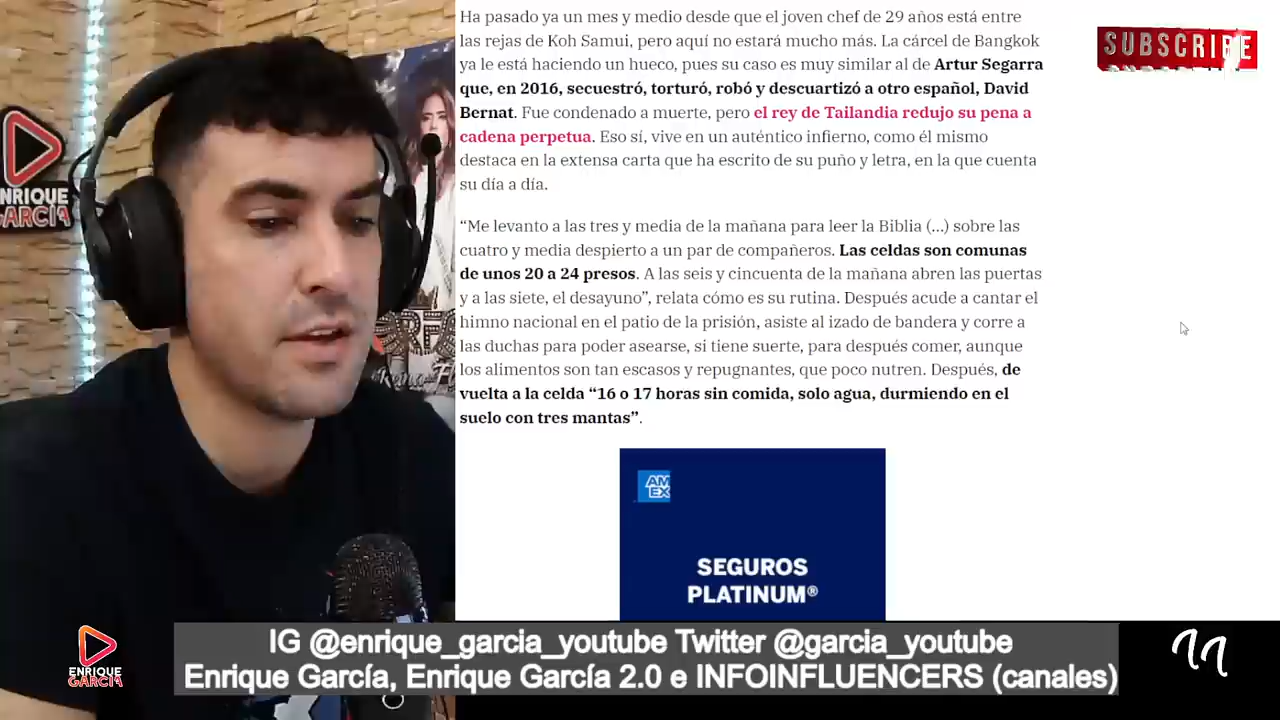 Ha pasado ya un mes y medio desde que el joven chef de 29 años está entre
las rejas de Koh Samui, pero aquí no estará mucho más. La cárcel de Bangkok
ya le está haciendo un hueco, pues su caso es muy similar al de Artur Segarra
que, en 2016, secuestró, torturó, robó y descuartizó a otro español, David
Bernat. Fue condenado a muerte, pero el rey de Tailandia redujo su pena a
cadena perpetua. Eso sí, vive en un auténtico infierno, como él mismo
destaca en la extensa carta que ha escrito de su puño y letra, en la que cuenta
su día a día.
“Me levanto a las tres y media de la mañana para leer la Biblia (...) sobre las
cuatro y media despierto a un par de compañeros. Las celdas son comunas
de unos 20 a 24 presos. A las seis y cincuenta de la mañana abren las puertas
y a las siete, el desayuno”, relata cómo es su rutina. Después acude a cantar el
himno nacional en el patio de la prisión, asiste al izado de bandera y corre a
las duchas para poder asearse, si tiene suerte, para después comer, aunque
los alimentos son tan escasos y repugnantes, que poco nutren. Después, de
vuelta a la celda “16 o 17 horas sin comida, solo agua, durmiendo en el
suelo con tres mantas”.
SUBSCRIBE
NRIQUE
GARCÍA
AM
EX
SEGUROS
PLATINUM®
IG @enrique_garcia_youtube Twitter @garcia_youtube
Enrique García, Enrique García 2.0 e INFOINFLUENCERS (canales)
ENRIQUE
GARCÍA